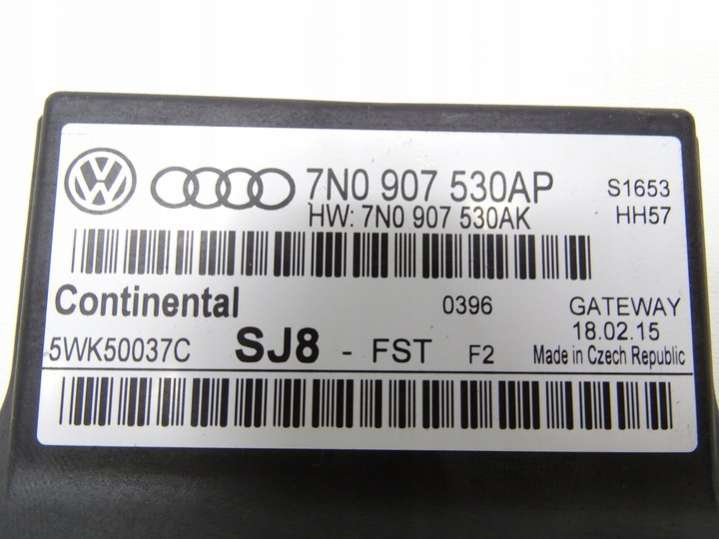 7N0 907 530AP S1653
HW: 7N0 907 530AK HH57
Continental 0396 GATEWAY
18.02.15
5WK50037C SJ8 - FST F2 Made in Czech Republic